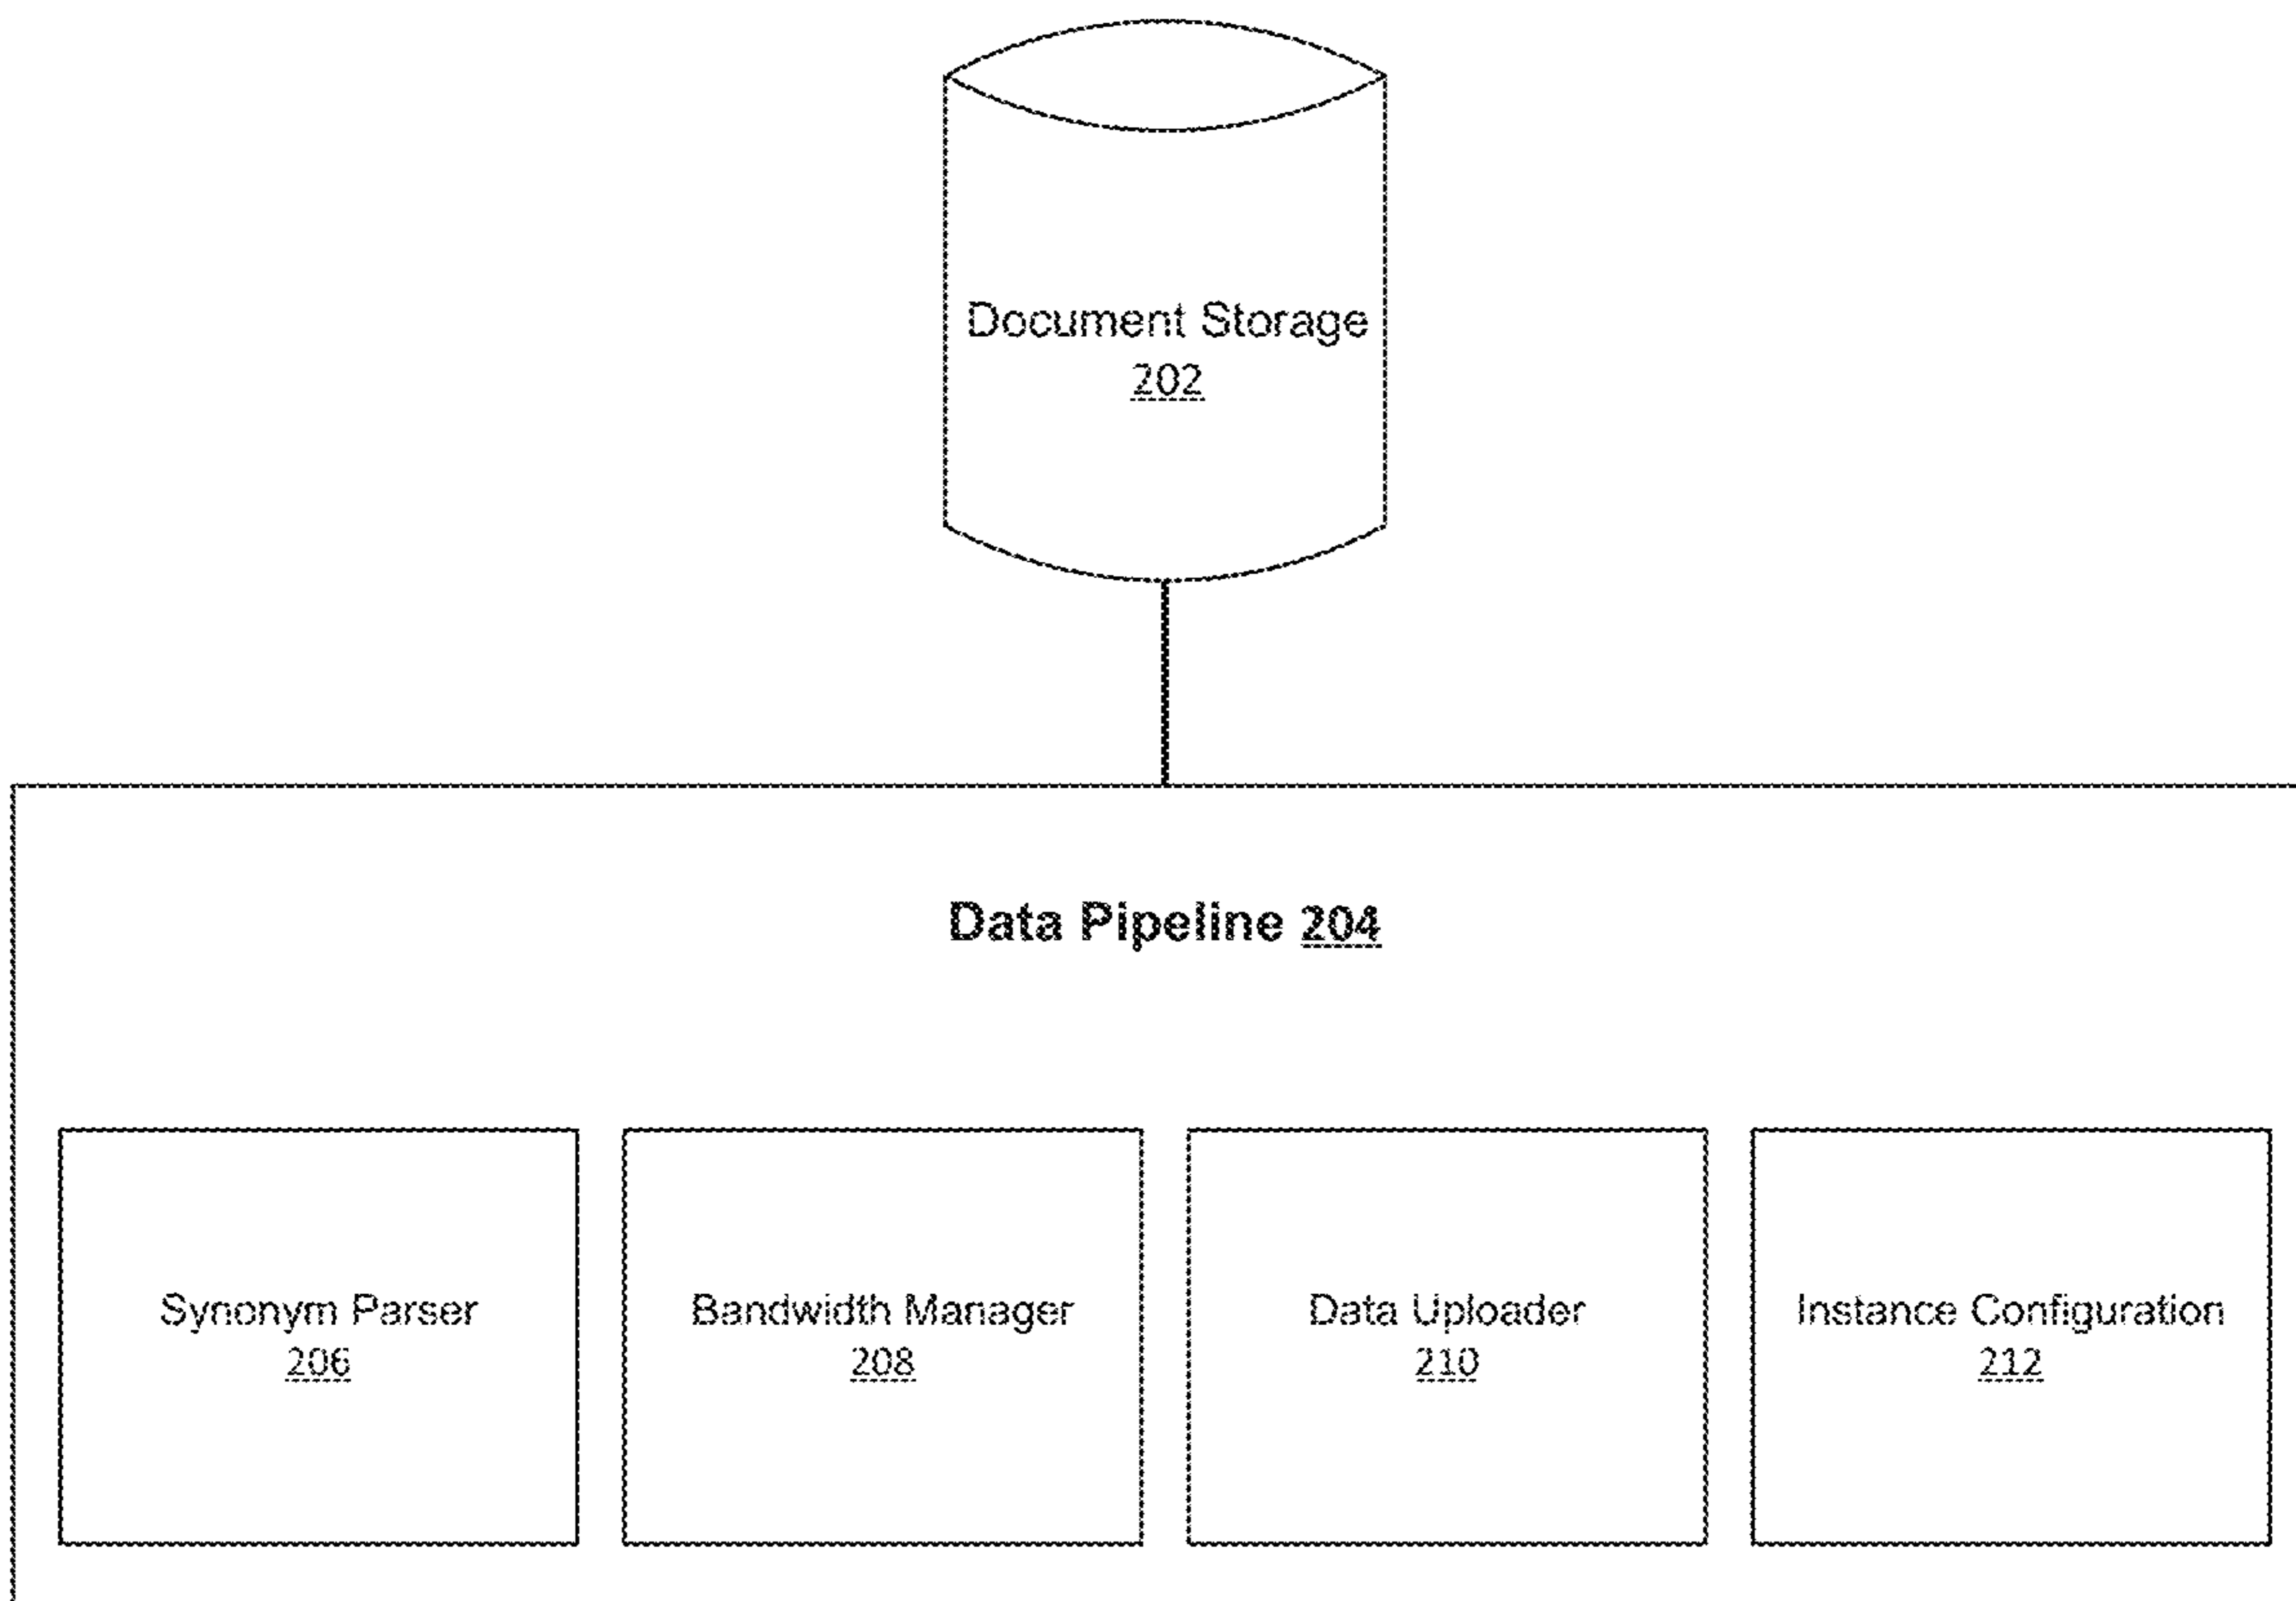 Document Storage
202
Data Pipeline 204
Synonym Parser
206
Bandwidth Manager
208
Data Uploader
210
Instance Configuration
212